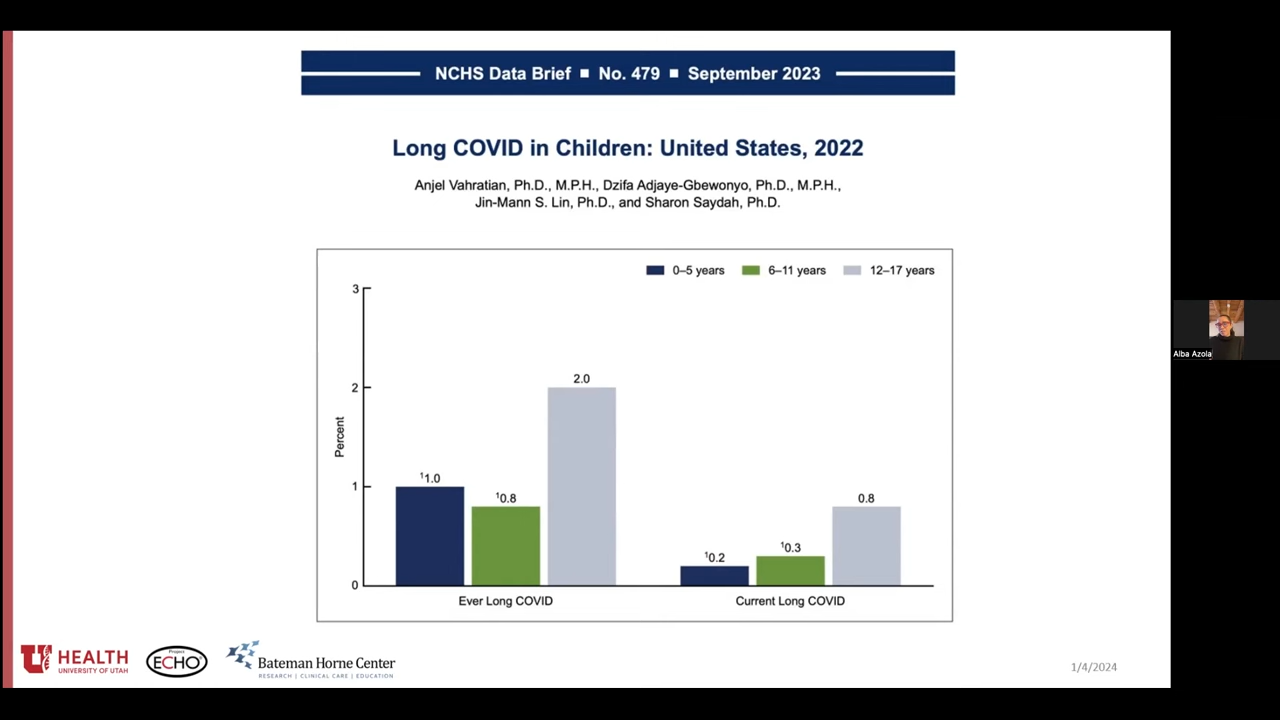 NCHS Data Brief ■ No. 479 ■ September 2023
Long COVID in Children: United States, 2022
Anjel Vahratian, Ph.D., M.P.H., Dzifa Adjaye-Gbewonyo, Ph.D., M.P.H.,
Jin-Mann S. Lin, Ph.D., and Sharon Saydah, Ph.D.
0–5 years 6–11 years 12–17 years
Percent
3
2
1
0
¹1.0
¹0.8
2.0
¹0.2
¹0.3
0.8
Ever Long COVID
Current Long COVID
Alba Azola
U HEALTH
UNIVERSITY OF UTAH
Project
ECHO
Bateman Horne Center
RESEARCH | CLINICAL CARE | EDUCATION
1/4/2024